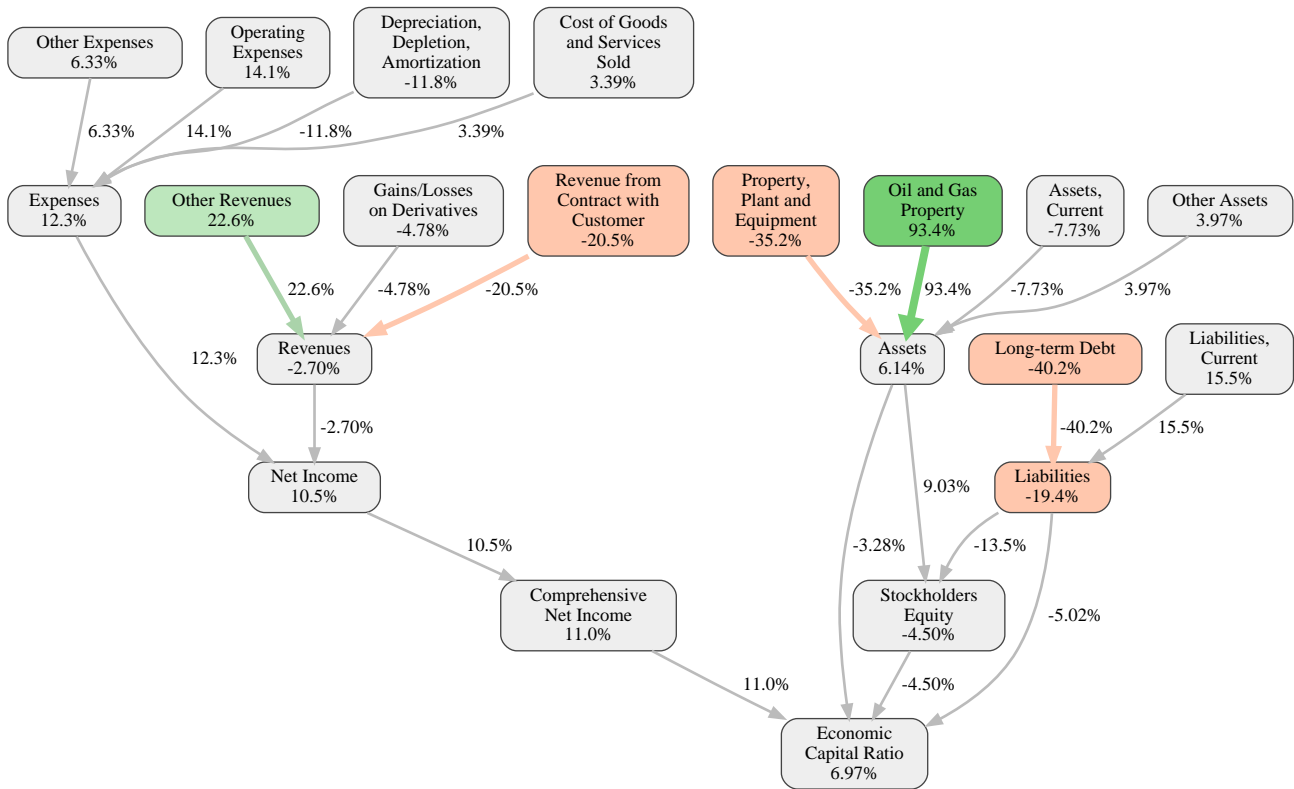 Other Expenses
6.33%
Operating
Expenses
14.1%
Depreciation,
Depletion,
Amortization
-11.8%
Cost of Goods
and Services
Sold
3.39%
6.33%
14.1%
-11.8%
3.39%
Expenses
12.3%
Other Revenues
22.6%
Gains/Losses
on Derivatives
-4.78%
Revenue from
Contract with
Customer
-20.5%
Property,
Plant and
Equipment
-35.2%
Oil and Gas
Property
93.4%
Assets,
Current
-7.73%
Other Assets
3.97%
22.6%
-4.78%
-20.5%
-35.2%
93.4%
-7.73%
3.97%
12.3%
Revenues
-2.70%
Assets
6.14%
Long-term Debt
-40.2%
Liabilities,
Current
15.5%
-2.70%
-40.2%
15.5%
Net Income
10.5%
9.03%
Liabilities
-19.4%
10.5%
-3.28%
-13.5%
Comprehensive
Net Income
11.0%
Stockholders
Equity
-4.50%
-5.02%
11.0%
-4.50%
Economic
Capital Ratio
6.97%